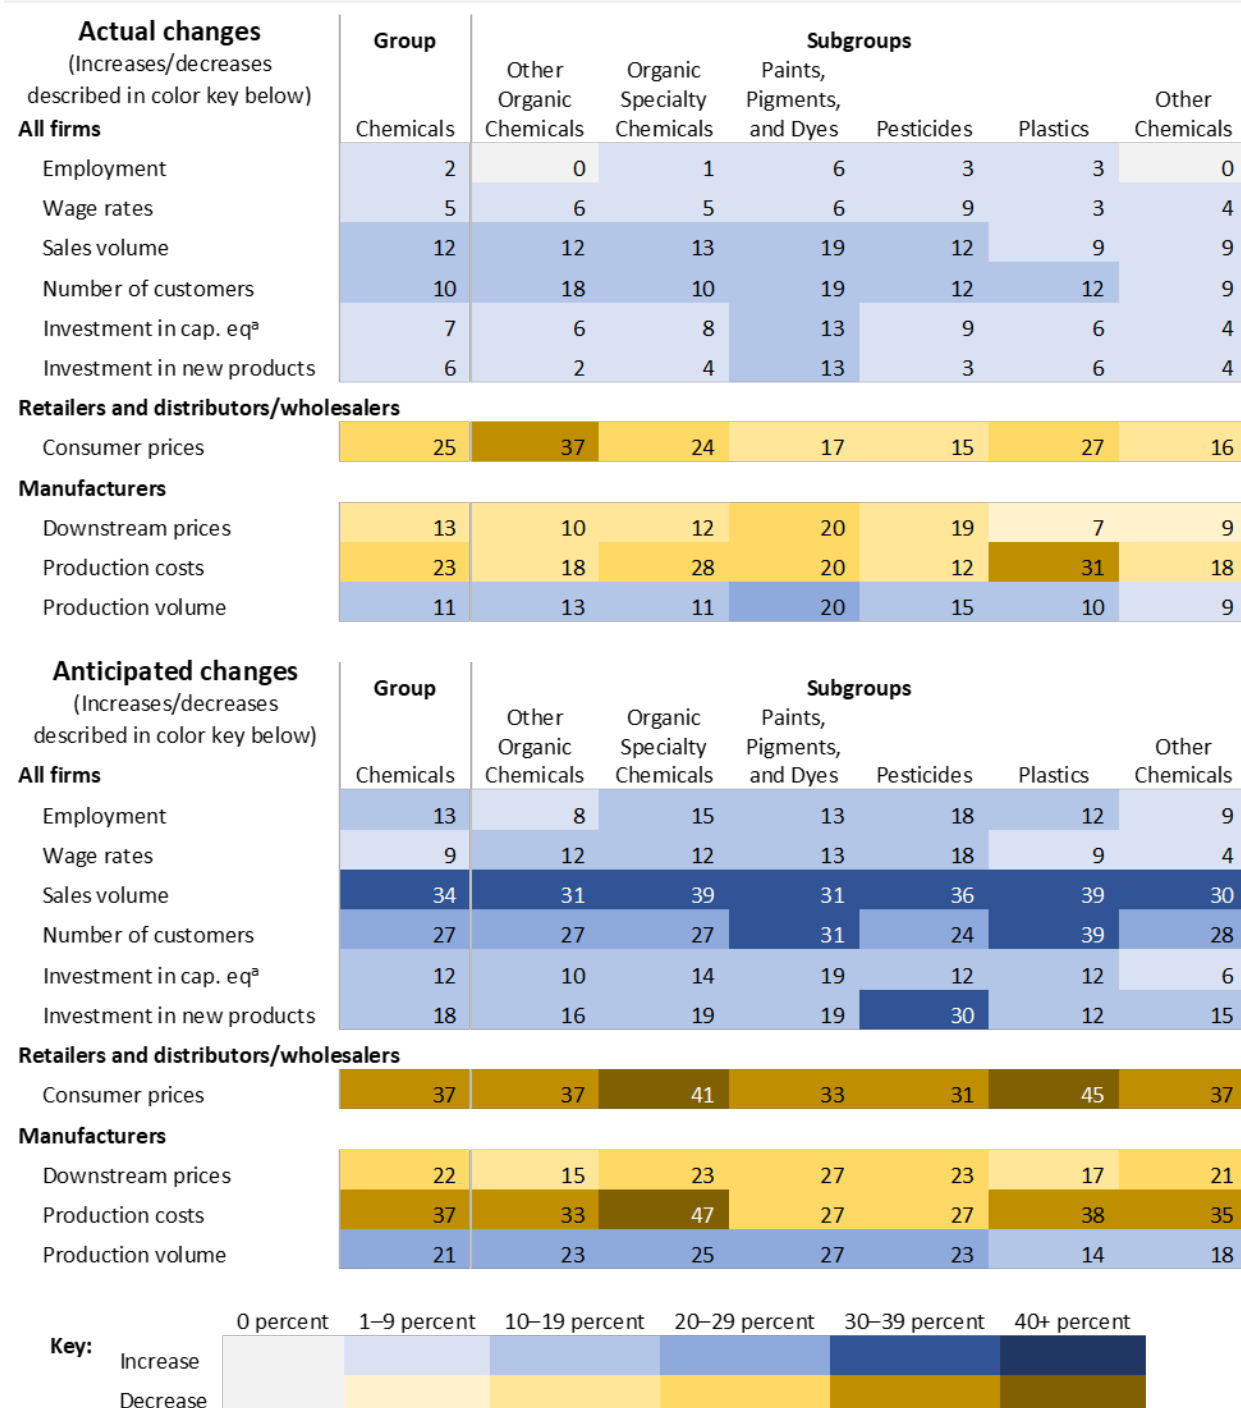 Actual changes
(Increases/decreases
described in color key below)
Group
Subgroups
All firms
Chemicals
Other Organic Chemicals
Organic Specialty Chemicals
Paints, Pigments, and Dyes
Pesticides
Plastics
Other Chemicals
Employment 2 0 1 6 3 3 0
Wage rates 5 6 5 6 9 3 4
Sales volume 12 12 13 19 12 9 9
Number of customers 10 18 10 19 12 12 9
Investment in cap. eqᵃ 7 6 8 13 9 6 4
Investment in new products 6 2 4 13 3 6 4
Retailers and distributors/wholesalers
Consumer prices 25 37 24 17 15 27 16
Manufacturers
Downstream prices 13 10 12 20 19 7 9
Production costs 23 18 28 20 12 31 18
Production volume 11 13 11 20 15 10 9
Anticipated changes
(Increases/decreases
described in color key below)
Group
Subgroups
All firms
Chemicals
Other Organic Chemicals
Organic Specialty Chemicals
Paints, Pigments, and Dyes
Pesticides
Plastics
Other Chemicals
Employment 13 8 15 13 18 12 9
Wage rates 9 12 12 13 18 9 4
Sales volume 34 31 39 31 36 39 30
Number of customers 27 27 27 31 24 39 28
Investment in cap. eqᵃ 12 10 14 19 12 12 6
Investment in new products 18 16 19 19 30 12 15
Retailers and distributors/wholesalers
Consumer prices 37 37 41 33 31 45 37
Manufacturers
Downstream prices 22 15 23 27 23 17 21
Production costs 37 33 47 27 27 38 35
Production volume 21 23 25 27 23 14 18
Key:
0 percent 1–9 percent 10–19 percent 20–29 percent 30–39 percent 40+ percent
Increase
Decrease